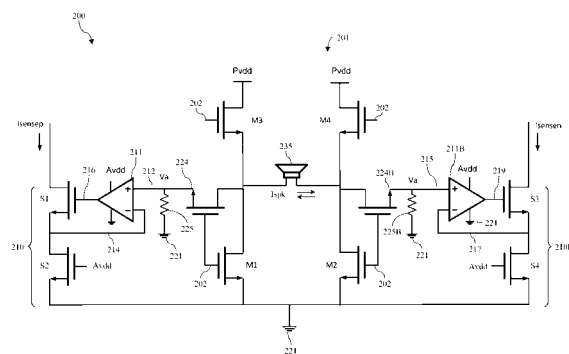 200
201
Pvdd
Pvdd
Isensep
202
M3
M4
202
Isensen
211
235
211B
216
Avdd
212
Va
224
224B
Va
215
Avdd
219
S1
+
-
Ispk
+
-
S3
225
225B
221
210
214
221
221
217
210B
S2
Avdd
M1
M2
Avdd
S4
202
202
221